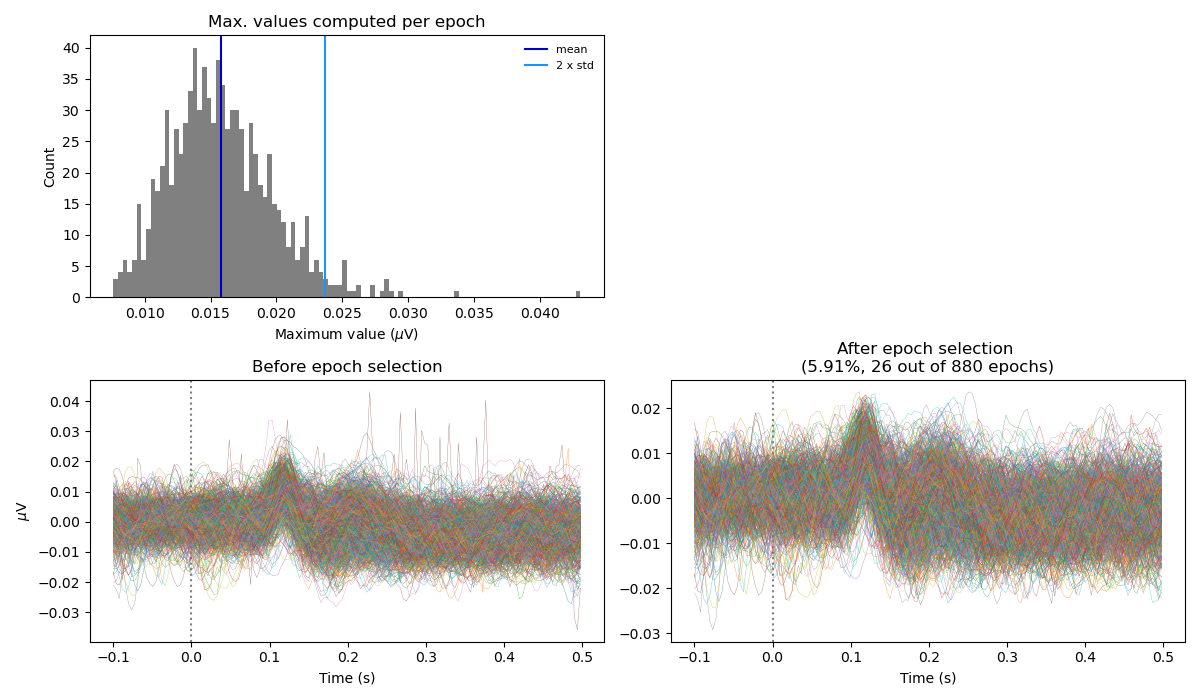 Max. values computed per epoch
40
35
30
25
20
15
10
5
0
Count
mean
2 x std
0.010 0.015 0.020 0.025 0.030 0.035 0.040
Maximum value (μV)
Before epoch selection
0.04
0.03
0.02
0.01
0.00
−0.01
−0.02
−0.03
μV
−0.1 0.0 0.1 0.2 0.3 0.4 0.5
Time (s)
After epoch selection
(5.91%, 26 out of 880 epochs)
0.02
0.01
0.00
−0.01
−0.02
−0.03
−0.1 0.0 0.1 0.2 0.3 0.4 0.5
Time (s)